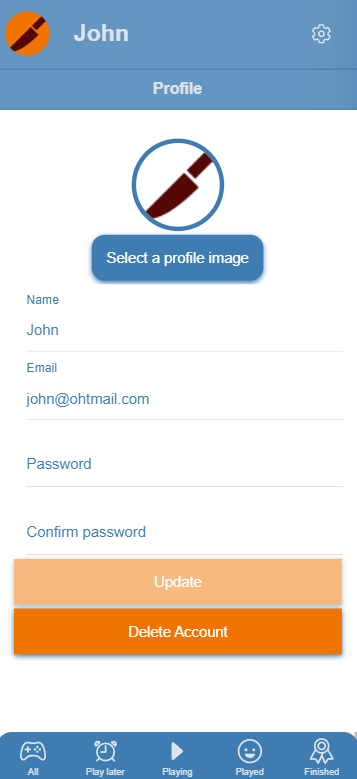 John
Profile
Select a profile image
Name
John
Email
john@ohtmail.com
Password
Confirm password
Update
Delete Account
All
Play later
Playing
Played
Finished